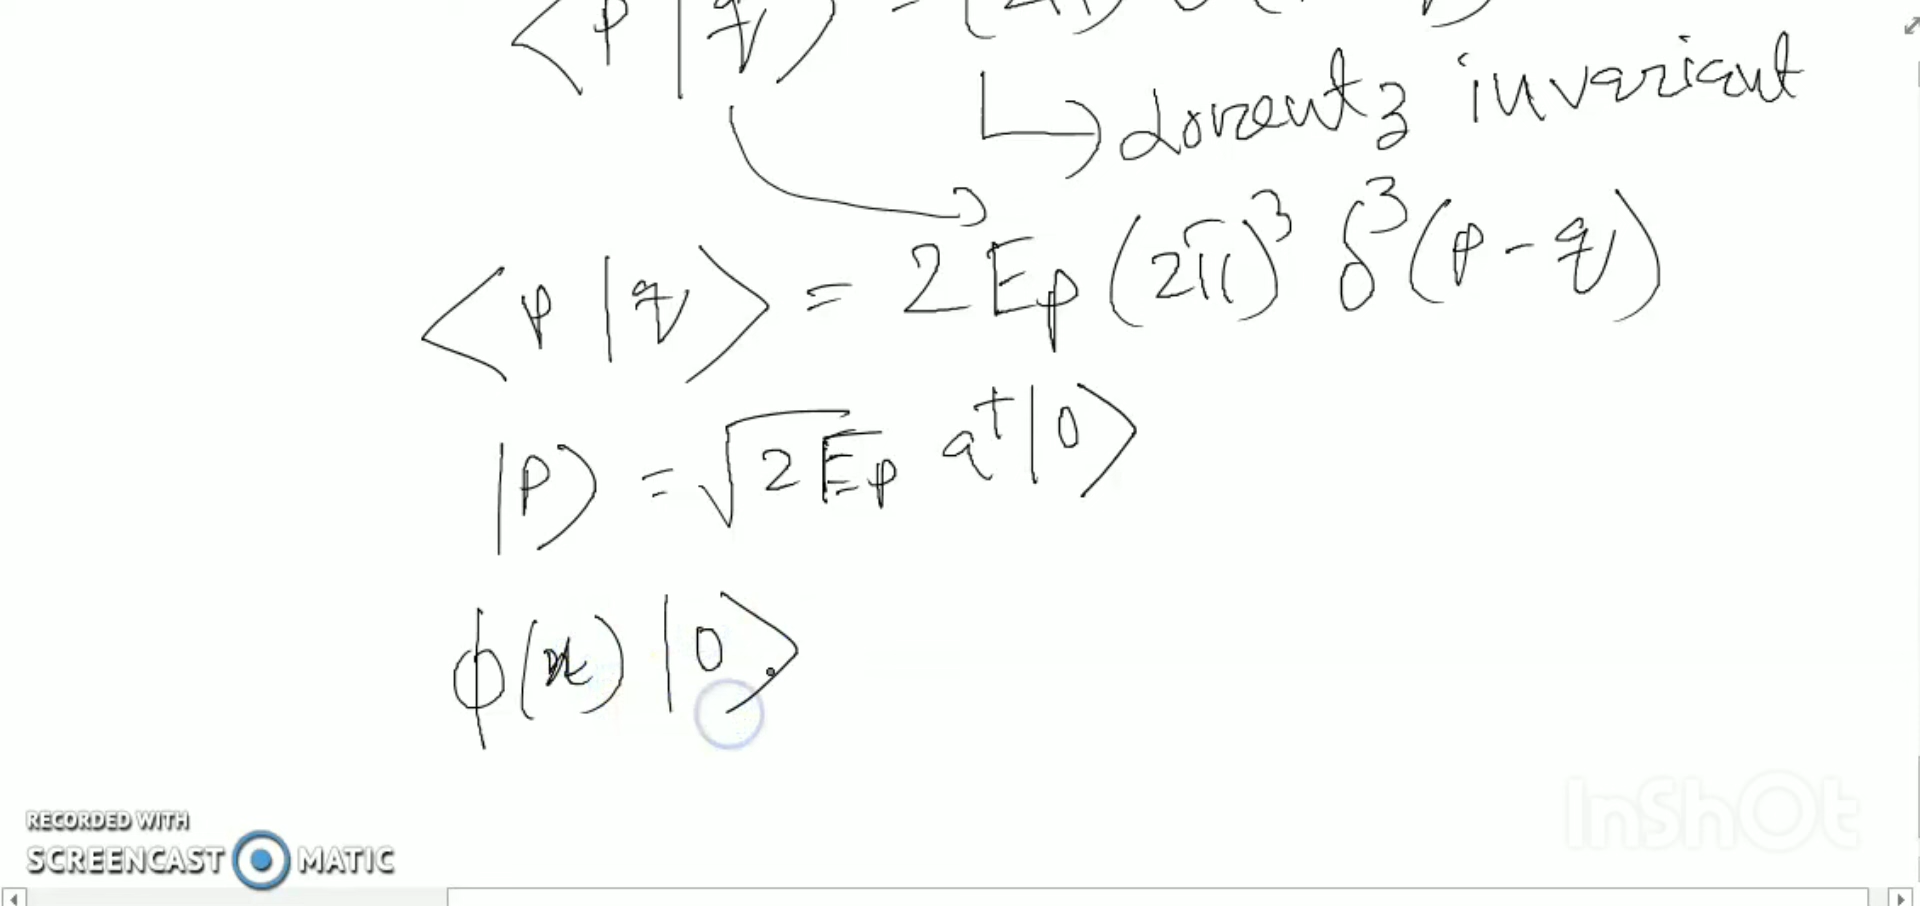 <p|q> =
↳ Lorentz invariant
<p|q> = 2Ep (2π)³ δ³(p-q)
|p> = √2Ep a†|0>
ϕ(x) |0>
InShOt
RECORDED WITH
SCREENCAST MATIC